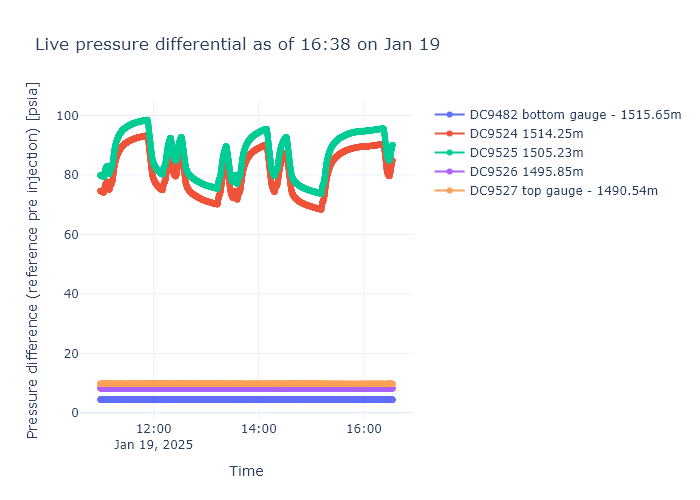 Live pressure differential as of 16:38 on Jan 19
Pressure difference (reference pre injection) [psia]
100
80
60
40
20
0
12:00
Jan 19, 2025
14:00
16:00
Time
DC9482 bottom gauge - 1515.65m
DC9524 1514.25m
DC9525 1505.23m
DC9526 1495.85m
DC9527 top gauge - 1490.54m